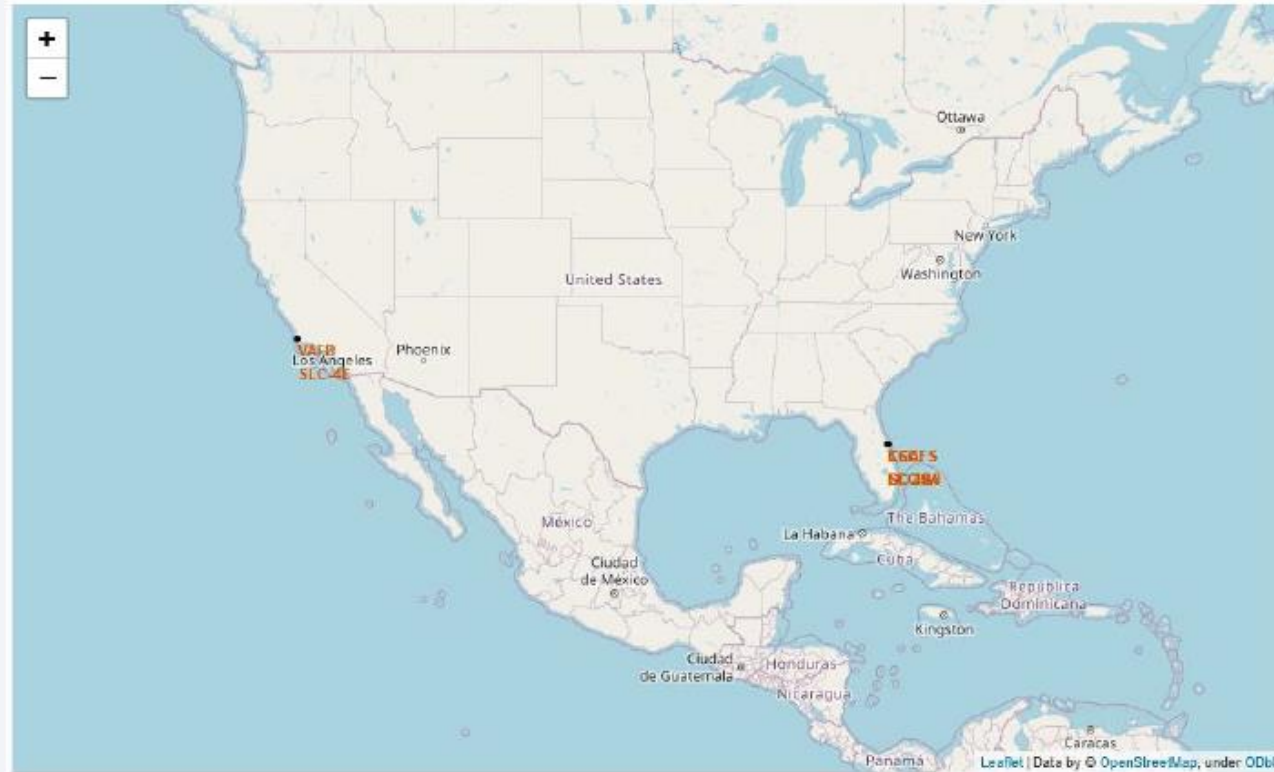 +
−
Ottawa
New York
Washington
United States
Phoenix
VAFB
Los Angeles
SLC-4E
The Bahamas
México
La Habana
Cuba
Ciudad
de México
República
Dominicana
Kingston
Ciudad
de Guatemala
Honduras
Nicaragua
Caracas
Panamá
Leaflet | Data by © OpenStreetMap, under ODbL